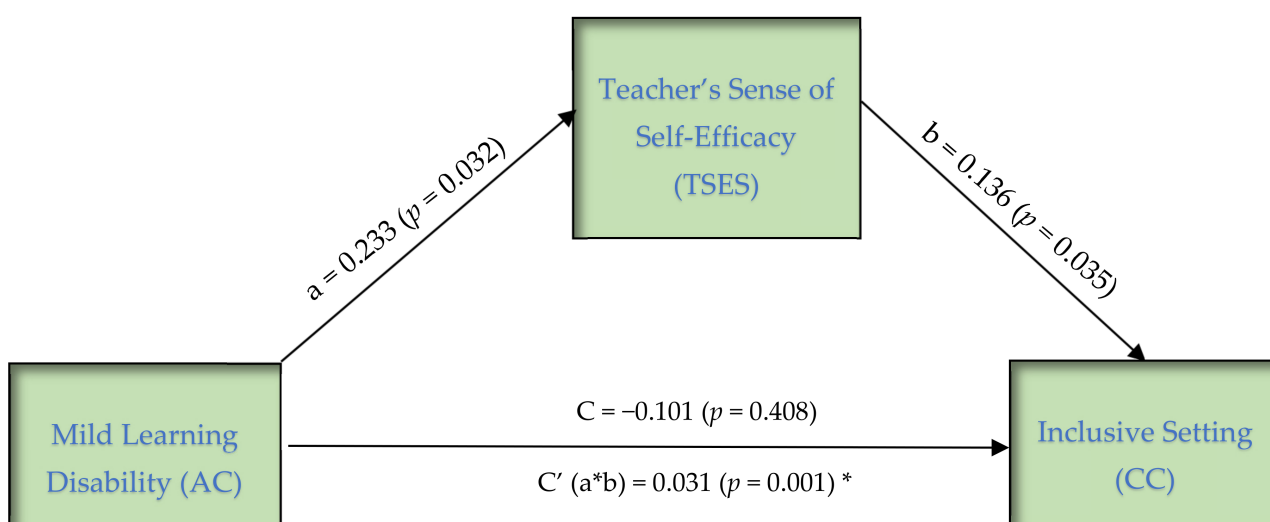 Teacher’s Sense of
Self-Efficacy
(TSES)
a = 0.233 (p = 0.032)
b = 0.136 (p = 0.035)
Mild Learning
Disability (AC)
C = −0.101 (p = 0.408)
C′ (a*b) = 0.031 (p = 0.001) *
Inclusive Setting
(CC)